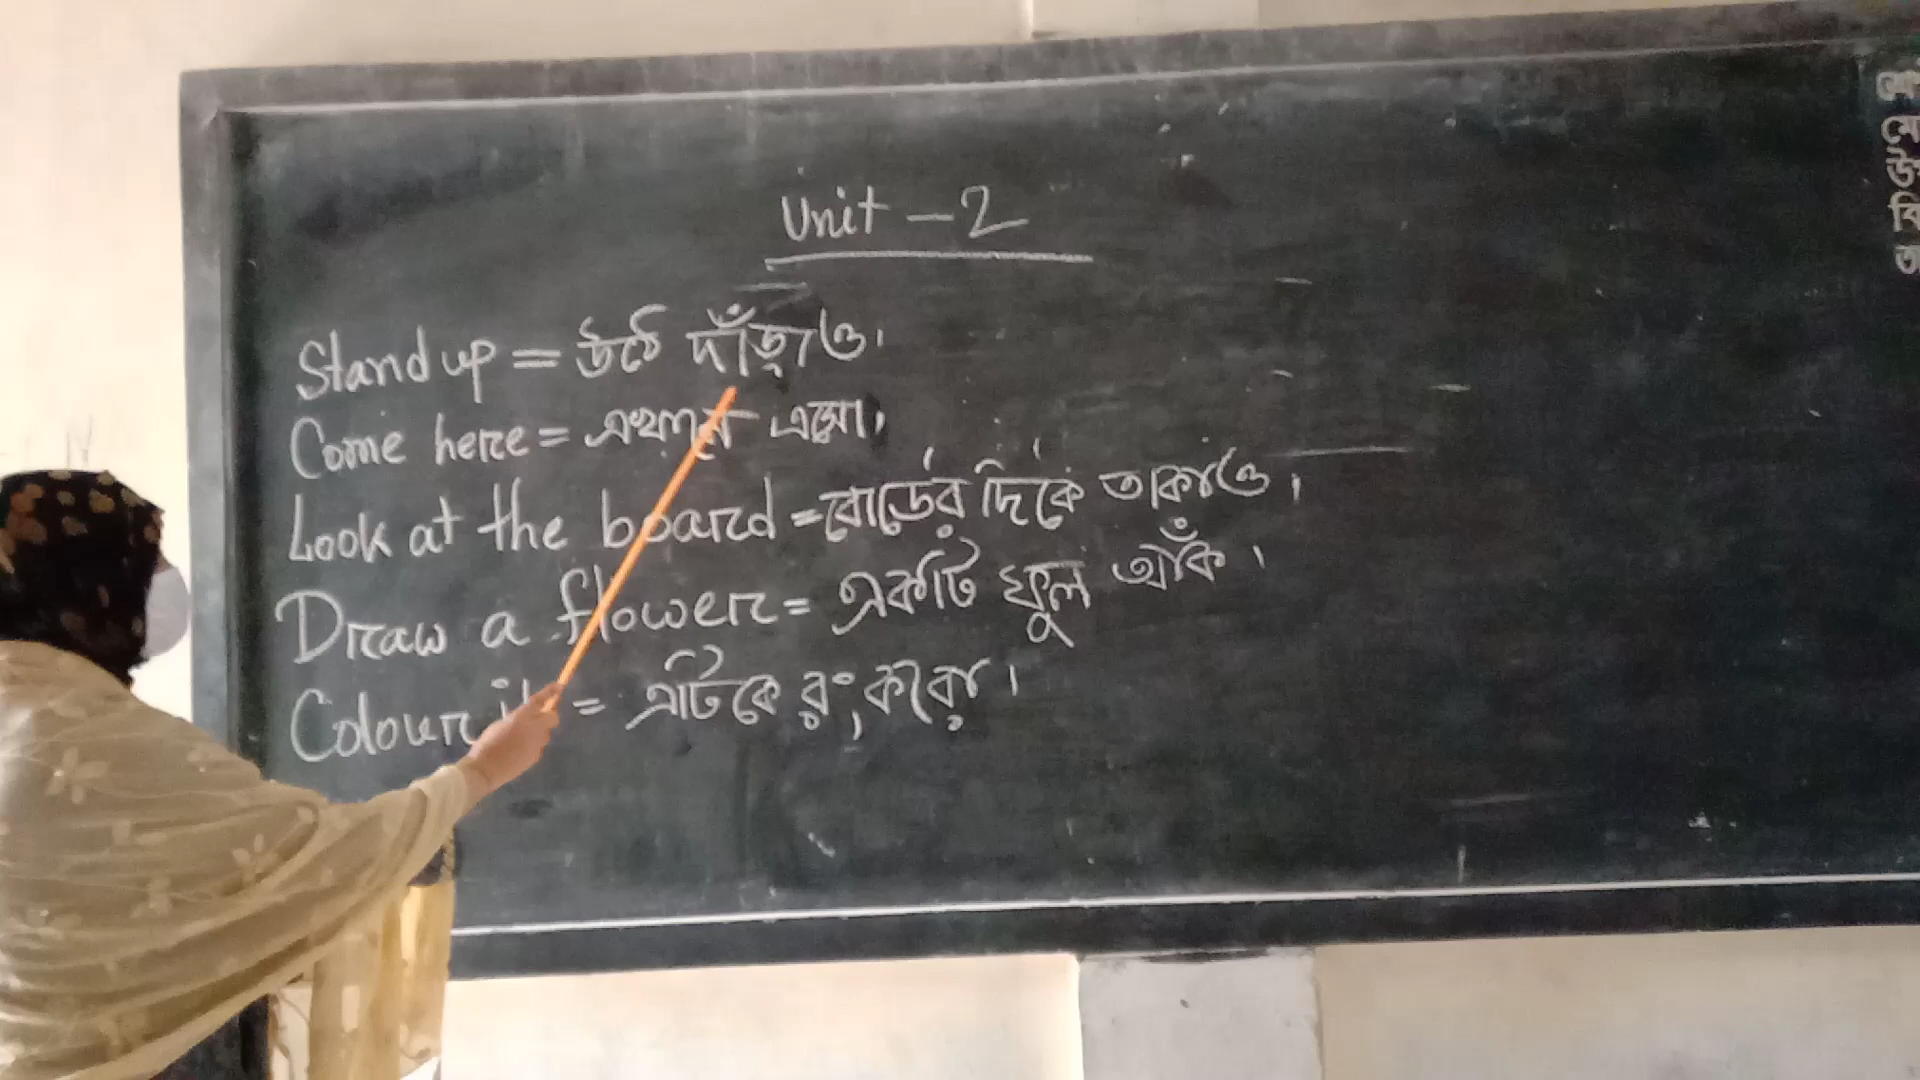 Unit - 2
Stand up = উঠে দাঁড়াও।
Come here = এখানে এসো।
Look at the board = বোর্ডের দিকে তাকাও।
Draw a flower = একটি ফুল আঁক।
Colour it = এটিকে রং করো।